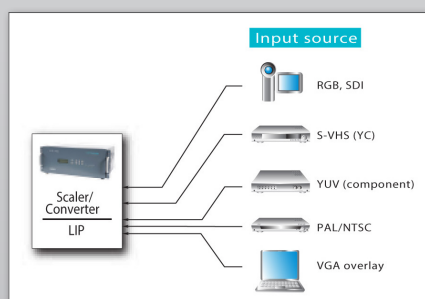 Input source
RGB, SDI
S-VHS (YC)
YUV (component)
PAL/NTSC
VGA overlay
Scaler/
Converter
LIP